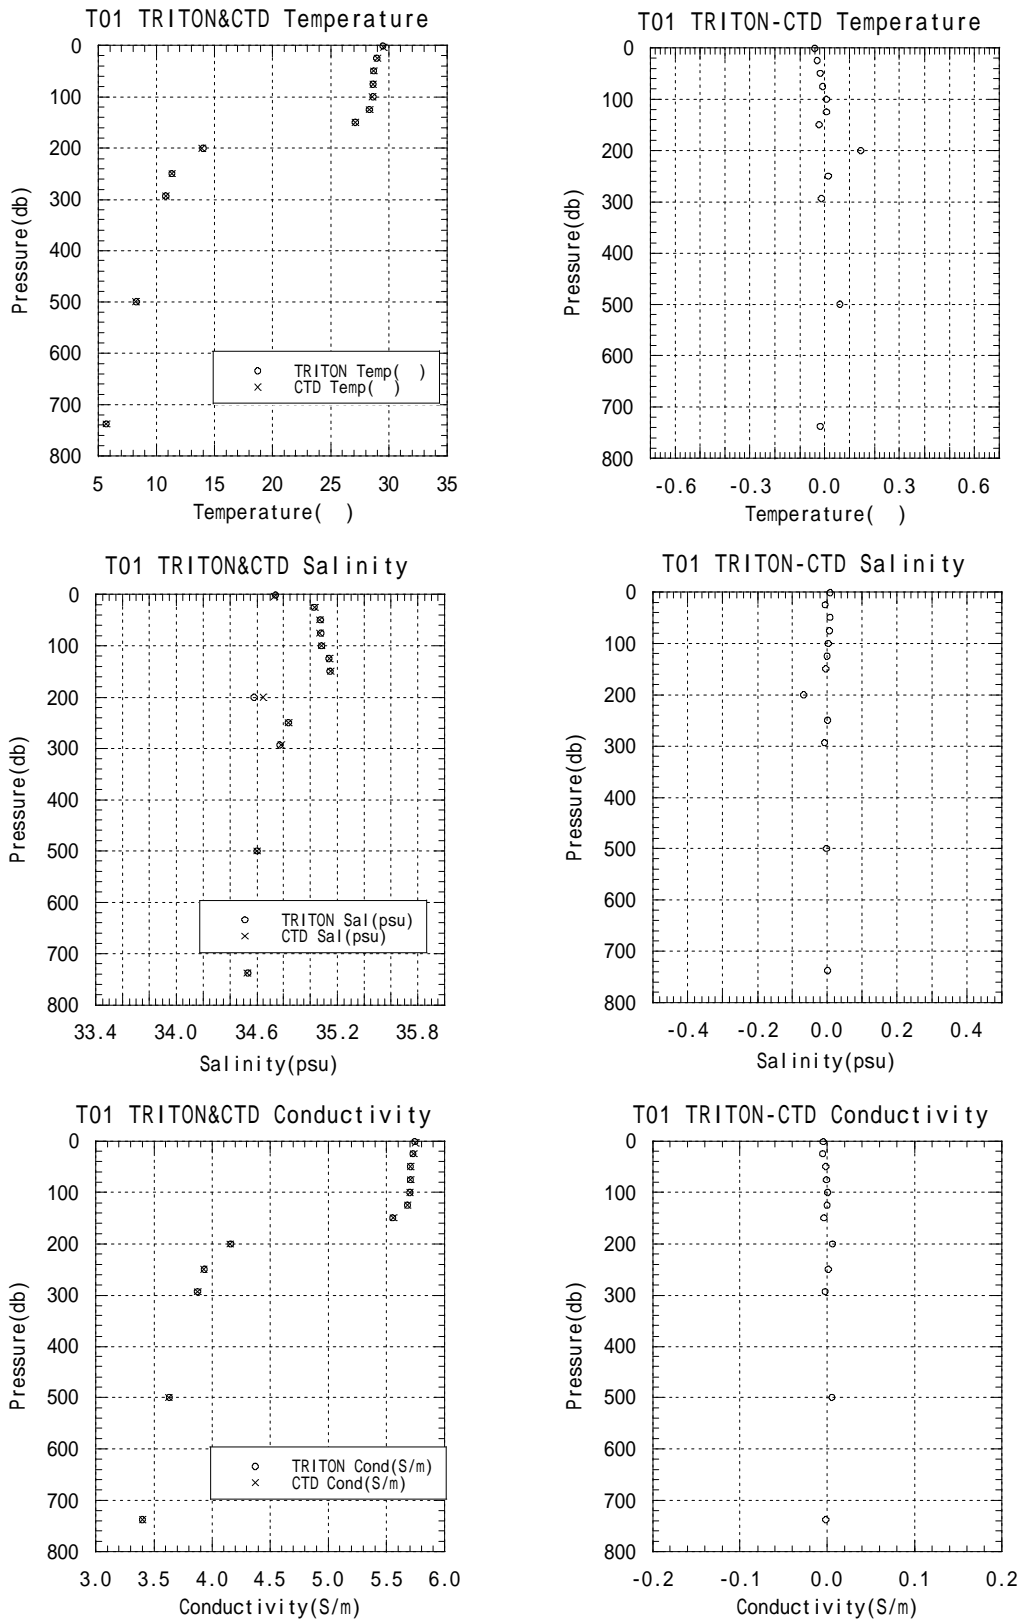 T01 TRITON&CTD Temperature
0
100
200
300
400
500
600
700
800
Pressure(db)
TRITON Temp(  )
CTD Temp(  )
5 10 15 20 25 30 35
Temperature(  )
T01 TRITON-CTD Temperature
0
100
200
300
400
500
600
700
800
Pressure(db)
-0.6 -0.3 0.0 0.3 0.6
Temperature(  )
T01 TRITON&CTD Salinity
0
100
200
300
400
500
600
700
800
Pressure(db)
TRITON Sal(psu)
CTD Sal(psu)
33.4 34.0 34.6 35.2 35.8
Salinity(psu)
T01 TRITON-CTD Salinity
0
100
200
300
400
500
600
700
800
Pressure(db)
-0.4 -0.2 0.0 0.2 0.4
Salinity(psu)
T01 TRITON&CTD Conductivity
0
100
200
300
400
500
600
700
800
Pressure(db)
TRITON Cond(S/m)
CTD Cond(S/m)
3.0 3.5 4.0 4.5 5.0 5.5 6.0
Conductivity(S/m)
T01 TRITON-CTD Conductivity
0
100
200
300
400
500
600
700
800
Pressure(db)
-0.2 -0.1 0.0 0.1 0.2
Conductivity(S/m)